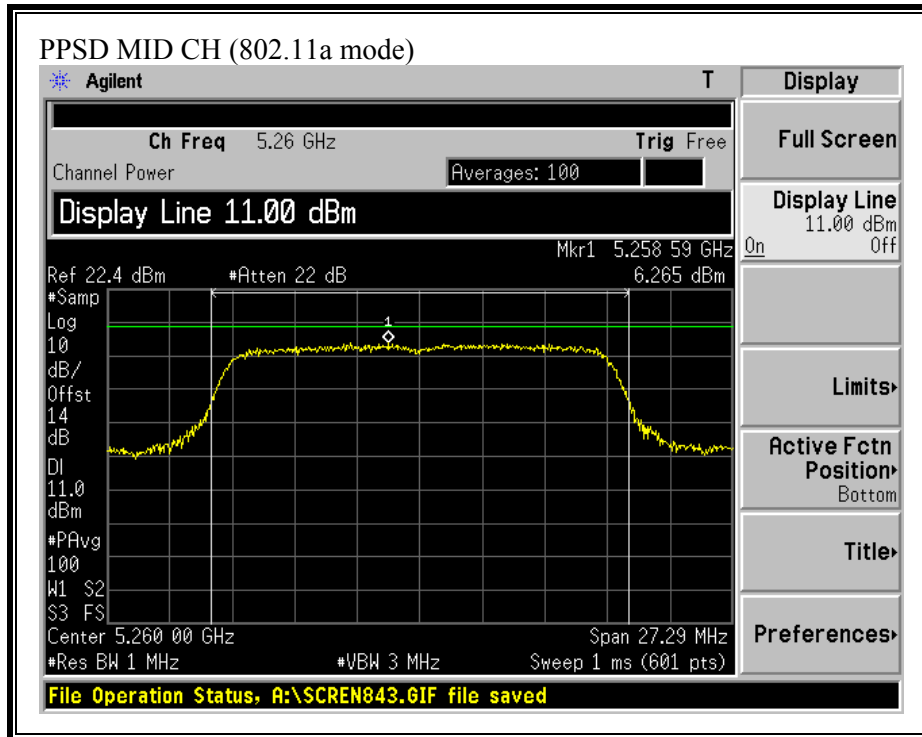 PPSD MID CH (802.11a mode)
Agilent T
Display
Ch Freq 5.26 GHz Trig Free
Channel Power Averages: 100
Display Line 11.00 dBm
Mkr1 5.258 59 GHz
Ref 22.4 dBm #Atten 22 dB 6.265 dBm
#Samp
Log
10
dB/
Offst
14
dB
DI
11.0
dBm
#PAvg
100
W1 S2
S3 FS
1
Center 5.260 00 GHz Span 27.29 MHz
#Res BW 1 MHz #VBW 3 MHz Sweep 1 ms (601 pts)
Full Screen
Display Line
11.00 dBm
On Off
Limits
Active Fctn
Position
Bottom
Title
Preferences
File Operation Status, A:\SCREN843.GIF file saved